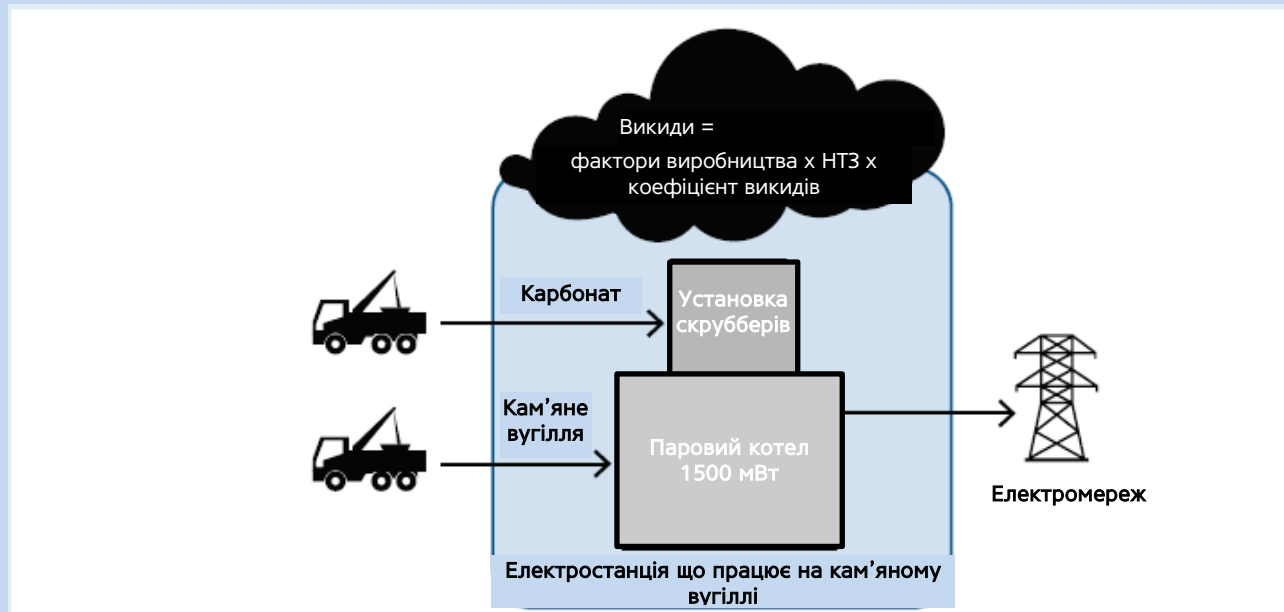 Викиди =
фактори виробництва x НТЗ x
коефіцієнт викидів
Карбонат
Установка
скрубберів
Кам’яне
вугілля
Паровий котел
1500 мВт
Електромереж
Електростанція що працює на кам’яному
вугіллі